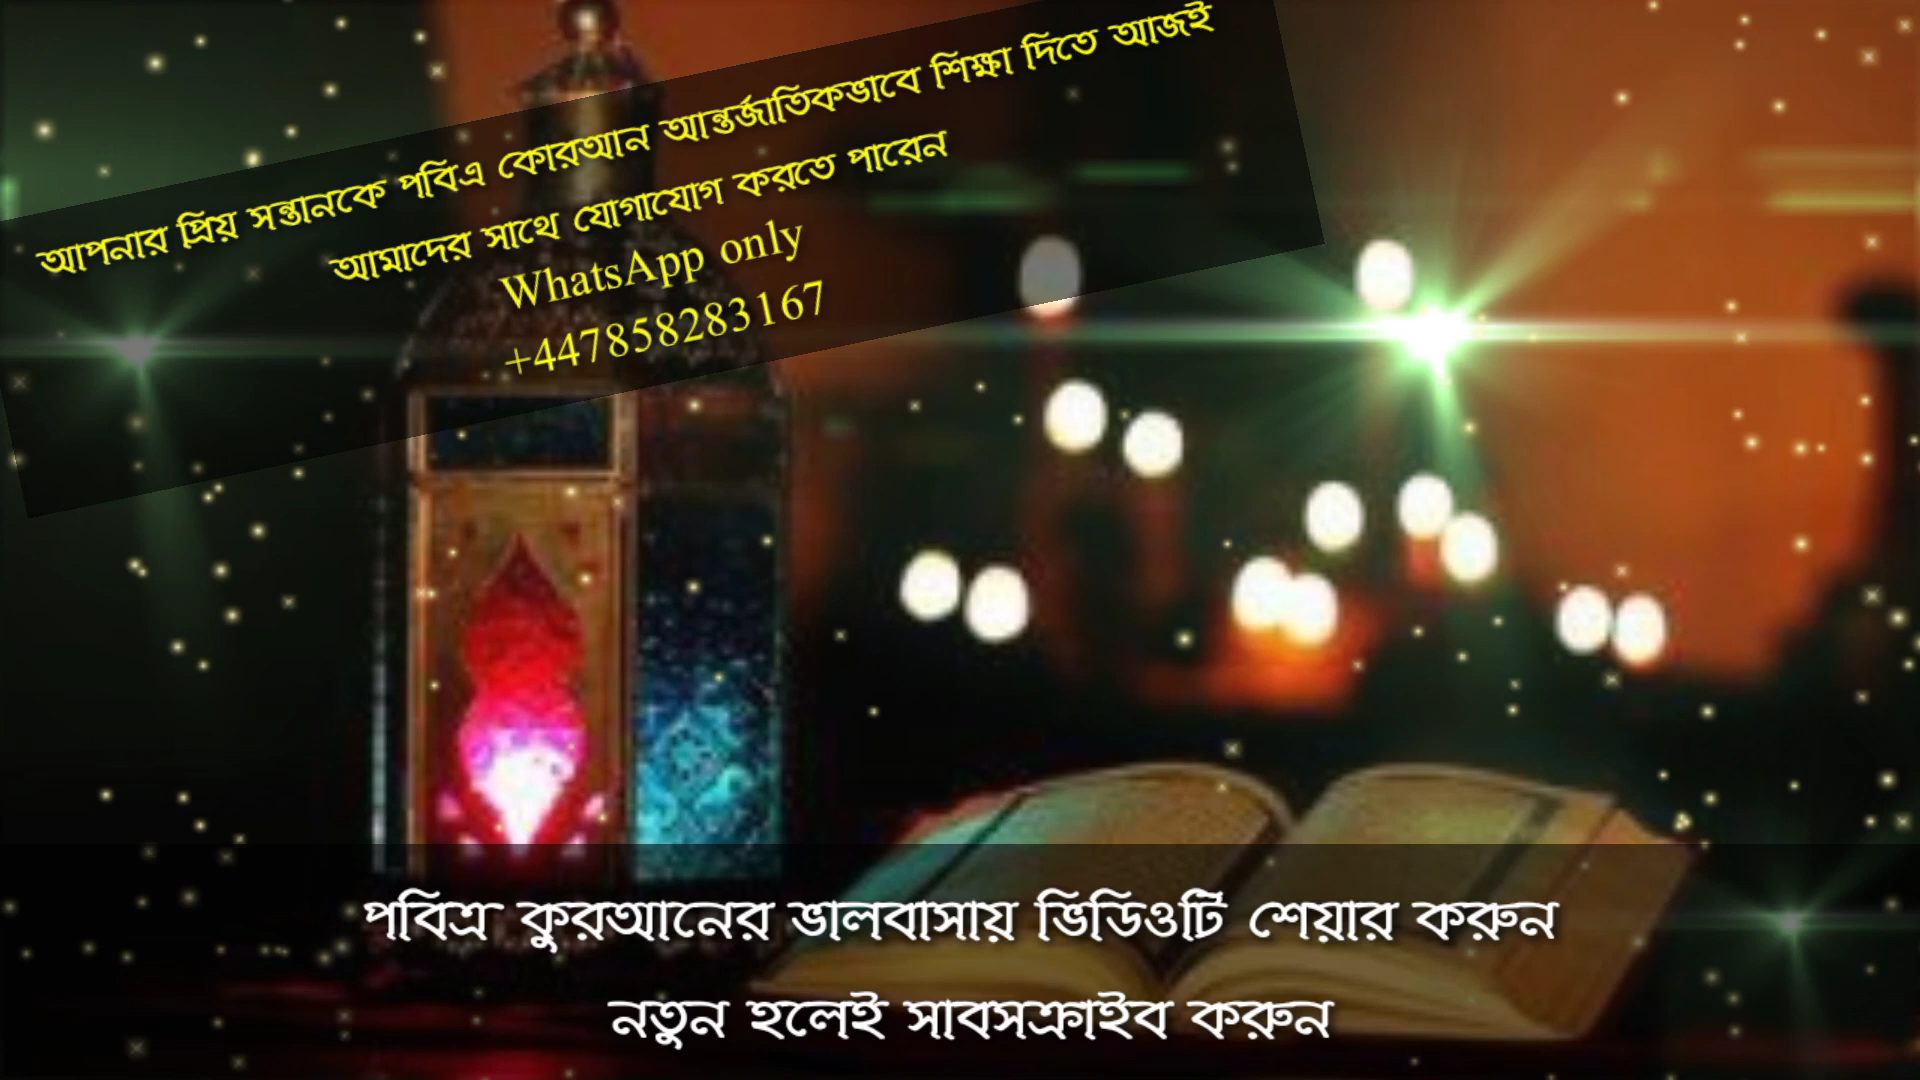 আপনার প্রিয় সন্তানকে পবিএ কোরআন আন্তর্জাতিকভাবে শিক্ষা দিতে আজই
আমাদের সাথে যোগাযোগ করতে পারেন
WhatsApp only
+447858283167
পবিত্র কুরআনের ভালবাসায় ভিডিওটি শেয়ার করুন
নতুন হলেই সাবসক্রাইব করুন